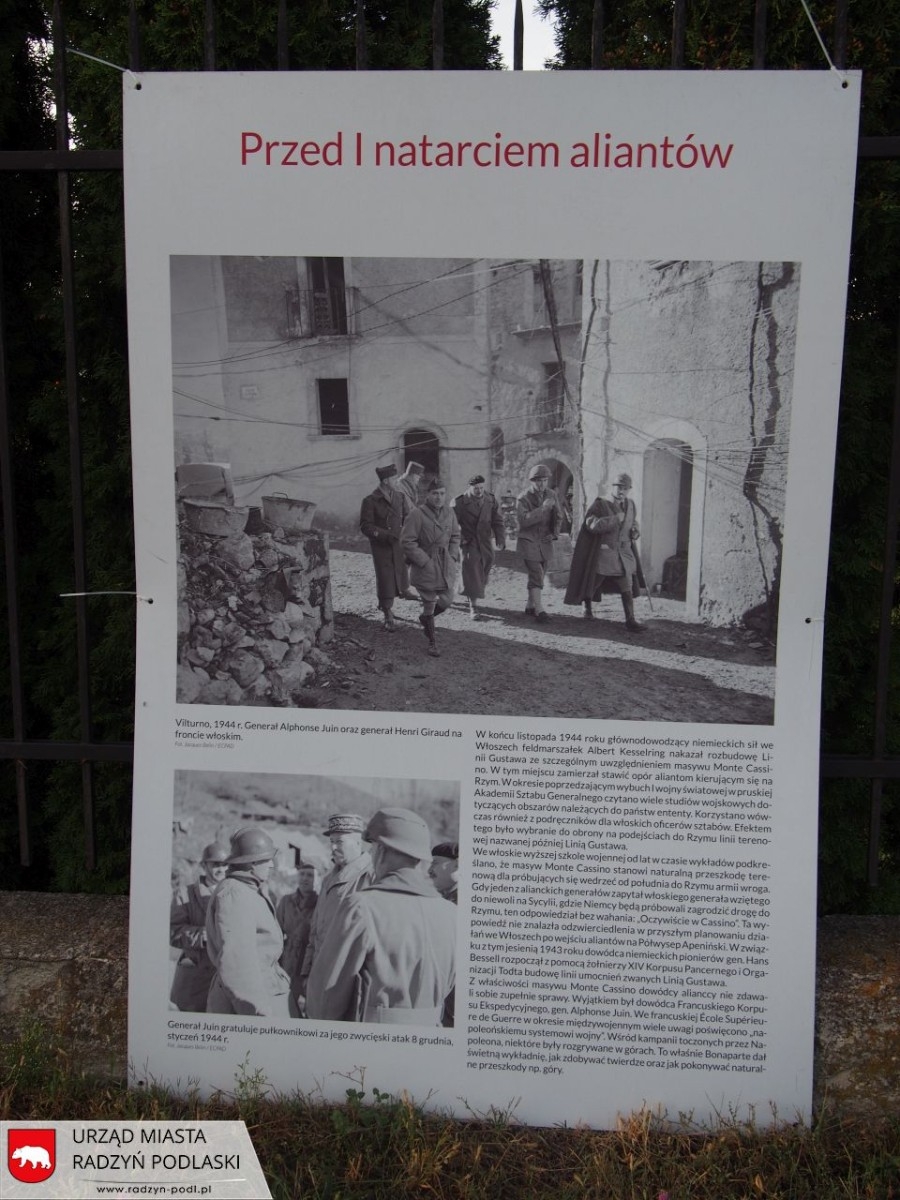 Przed I natarciem aliantów
Vilturno, 1944 r. Generał Alphonse Juin oraz generał Henri Giraud na
froncie włoskim.
Fot. Jacques Belin / ECPAD
W końcu listopada 1944 roku głównodowodzący niemieckich sił we
Włoszech feldmarszałek Albert Kesselring nakazał rozbudowę Li-
nii Gustawa ze szczególnym uwzględnieniem masywu Monte Cassi-
no. W tym miejscu zamierzał stawić opór aliantom kierującym się na
Rzym. W okresie poprzedzającym wybuch I wojny światowej w pruskiej
Akademii Sztabu Generalnego czytano wiele studiów wojskowych do-
tyczących obszarów należących do państw ententy. Korzystano wów-
czas również z podręczników dla włoskich oficerów sztabów. Efektem
tego było wybranie do obrony na podejściach do Rzymu linii tereno-
wej nazwanej później Linią Gustawa.
We włoskie wyższej szkole wojennej od lat w czasie wykładów podkre-
ślano, że masyw Monte Cassino stanowi naturalną przeszkodę tere-
nową dla próbujących się wedrzeć od południa do Rzymu armii wroga.
Gdy jeden z alianckich generałów zapytał włoskiego generała wziętego
do niewoli na Sycylii, gdzie Niemcy będą próbowali zagrodzić drogę do
Rzymu, ten odpowiedział bez wahania: „Oczywiście w Cassino”. Ta wy-
powiedź nie znalazła odzwierciedlenia w przyszłym planowaniu dzia-
łań we Włoszech po wejściu aliantów na Półwysep Apeniński. W związ-
ku z tym jesienią 1943 roku dowódca niemieckich pionierów gen. Hans
Bessell rozpoczął z pomocą żołnierzy XIV Korpusu Pancernego i Orga-
nizacji Todta budowę linii umocnień zwanych Linią Gustawa.
Z właściwości masywu Monte Cassino dowódcy alianccy nie zdawa-
li sobie zupełnie sprawy. Wyjątkiem był dowódca Francuskiego Korpu-
su Ekspedycyjnego, gen. Alphonse Juin. We francuskiej École Supérieu-
re de Guerre w okresie międzywojennym wiele uwagi poświęcono „na-
poleońskiemu systemowi wojny”. Wśród kampanii toczonych przez Na-
poleona, niektóre były rozgrywane w górach. To właśnie Bonaparte dał
świetną wykładnię, jak zdobywać twierdze oraz jak pokonywać natural-
ne przeszkody np. góry.
Generał Juin gratuluje pułkownikowi za jego zwycięski atak 8 grudnia,
styczeń 1944 r.
Fot. Jacques Belin / ECPAD
URZĄD MIASTA
RADZYŃ PODLASKI
www.radzyn-podl.pl